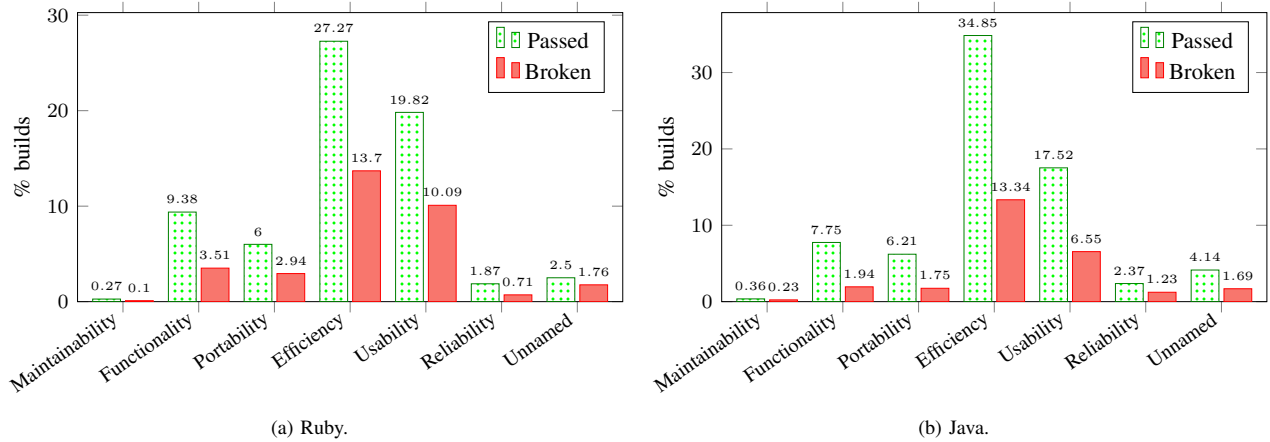 30
20
10
0
% builds
27.27
19.82
13.7
10.09
9.38
6
3.51
2.94
1.87
2.5
1.76
0.71
0.27
0.1
Passed
Broken
Maintainability
Functionality
Portability
Efficiency
Usability
Reliability
Unnamed
(a) Ruby.
30
20
10
0
% builds
34.85
17.52
13.34
7.75
6.21
6.55
4.14
2.37
1.94
1.75
1.23
1.69
0.36
0.23
Passed
Broken
Maintainability
Functionality
Portability
Efficiency
Usability
Reliability
Unnamed
(b) Java.